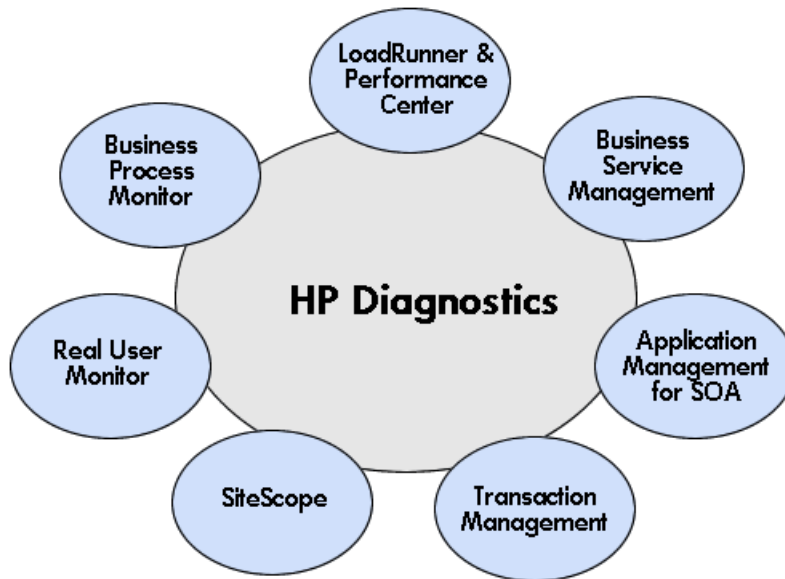 LoadRunner &
Performance
Center
Business
Process
Monitor
Business
Service
Management
HP Diagnostics
Real User
Monitor
Application
Management
for SOA
SiteScope
Transaction
Management